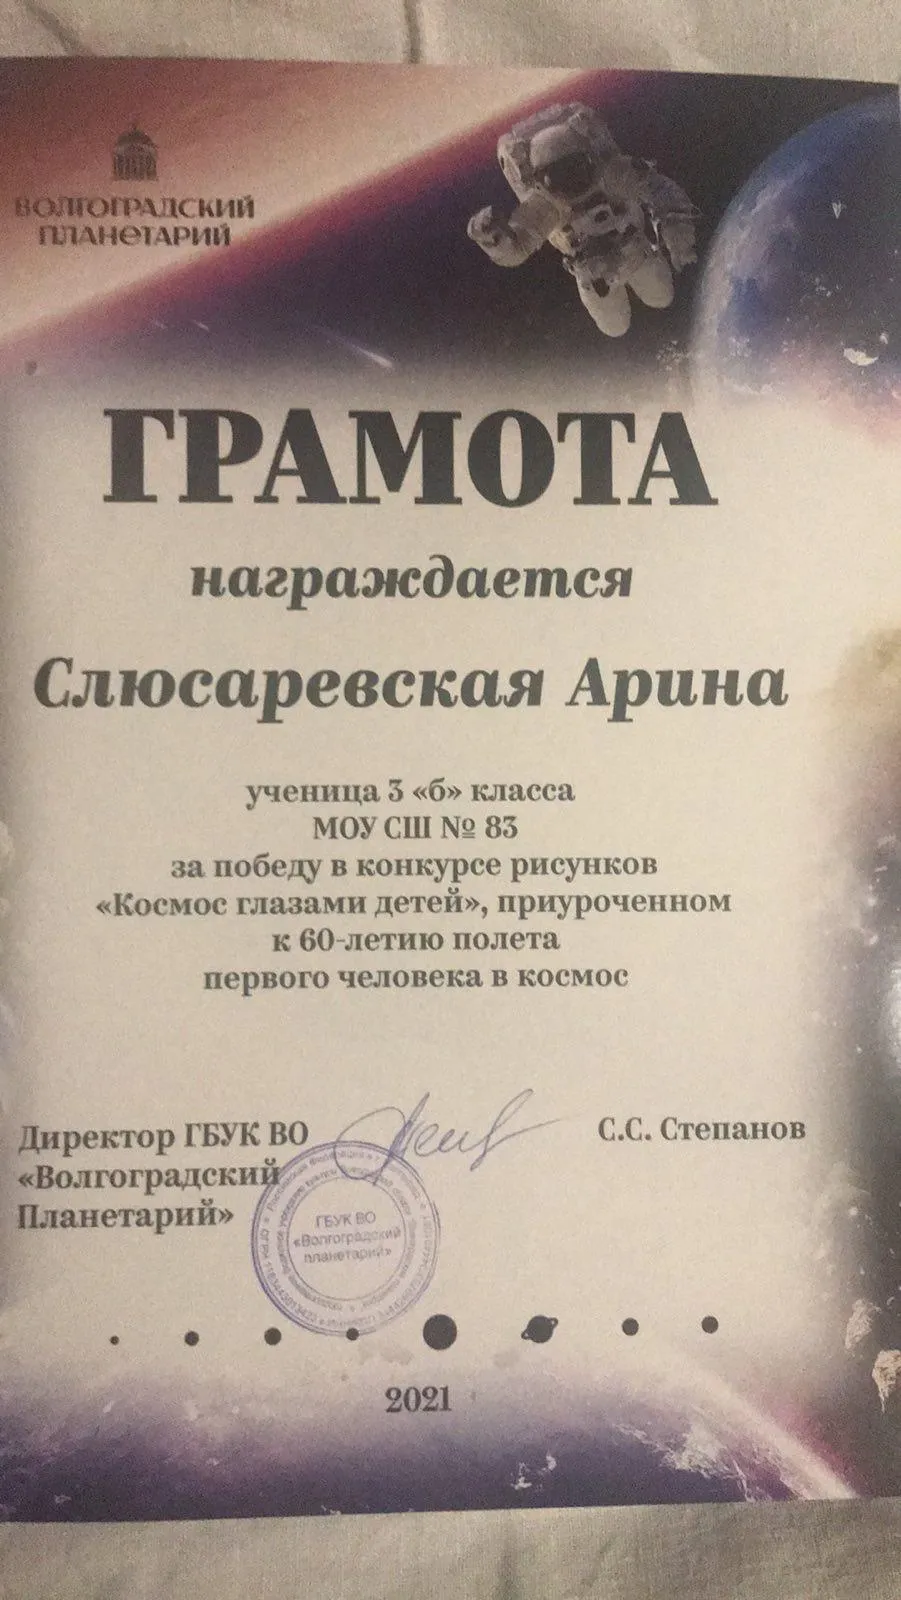 ВОЛГОГРАДСКИЙ
ПЛАНЕТАРИЙ
ГРАМОТА
награждается
Слюсаревская Арина
ученица 3 «б» класса
МОУ СШ № 83
за победу в конкурсе рисунков
«Космос глазами детей», приуроченном
к 60-летию полета
первого человека в космос
Директор ГБУК ВО
«Волгоградский
Планетарий»
С.С. Степанов
ГБУК ВО
«Волгоградский
планетарий»
2021